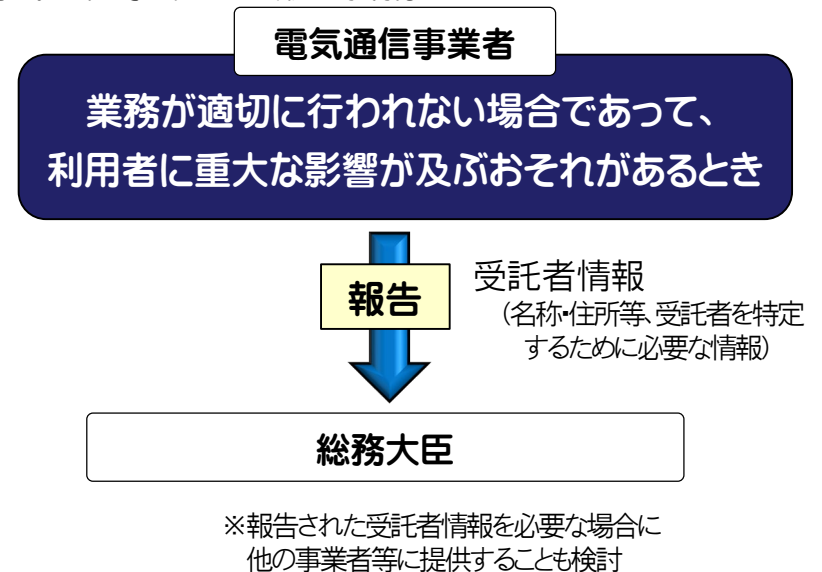 電気通信事業者
業務が適切に行われない場合であって、
利用者に重大な影響が及ぶおそれがあるとき
報告
受託者情報
（名称・住所等、受託者を特定
するために必要な情報）
総務大臣
※報告された受託者情報を必要な場合に
他の事業者等に提供することも検討